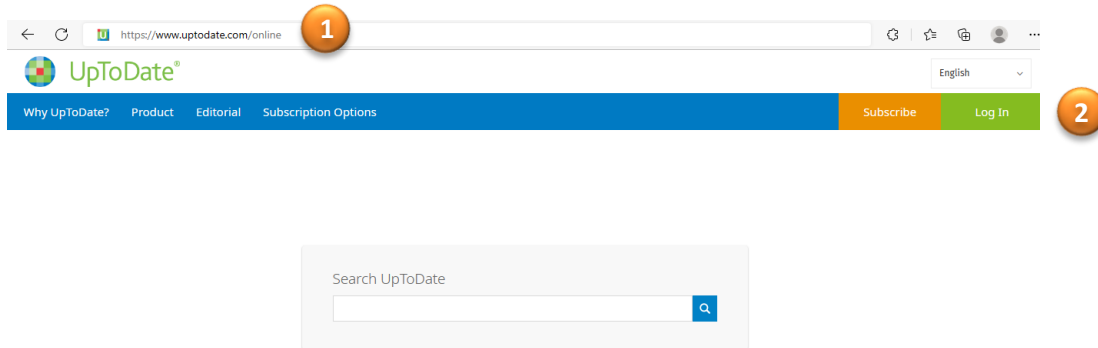 https://www.uptodate.com/online
1
UpToDate®
English
Why UpToDate? Product Editorial Subscription Options Subscribe Log In
2
Search UpToDate